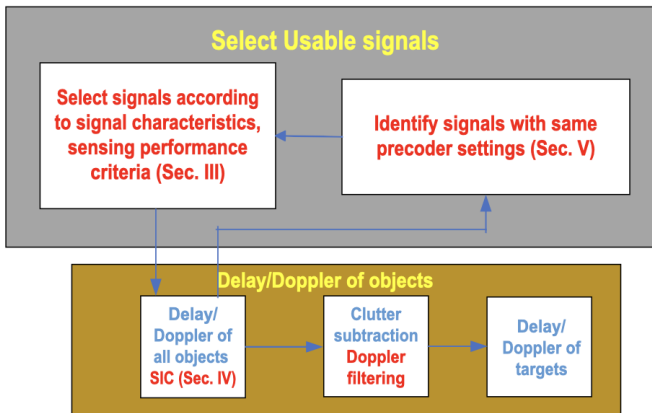 Select Usable signals
Select signals according
to signal characteristics,
sensing performance
criteria (Sec. III)
Identify signals with same
precoder settings (Sec. V)
Delay/Doppler of objects
Delay/
Doppler of
all objects
SIC (Sec. IV)
Clutter
subtraction
Doppler
filtering
Delay/
Doppler of
targets